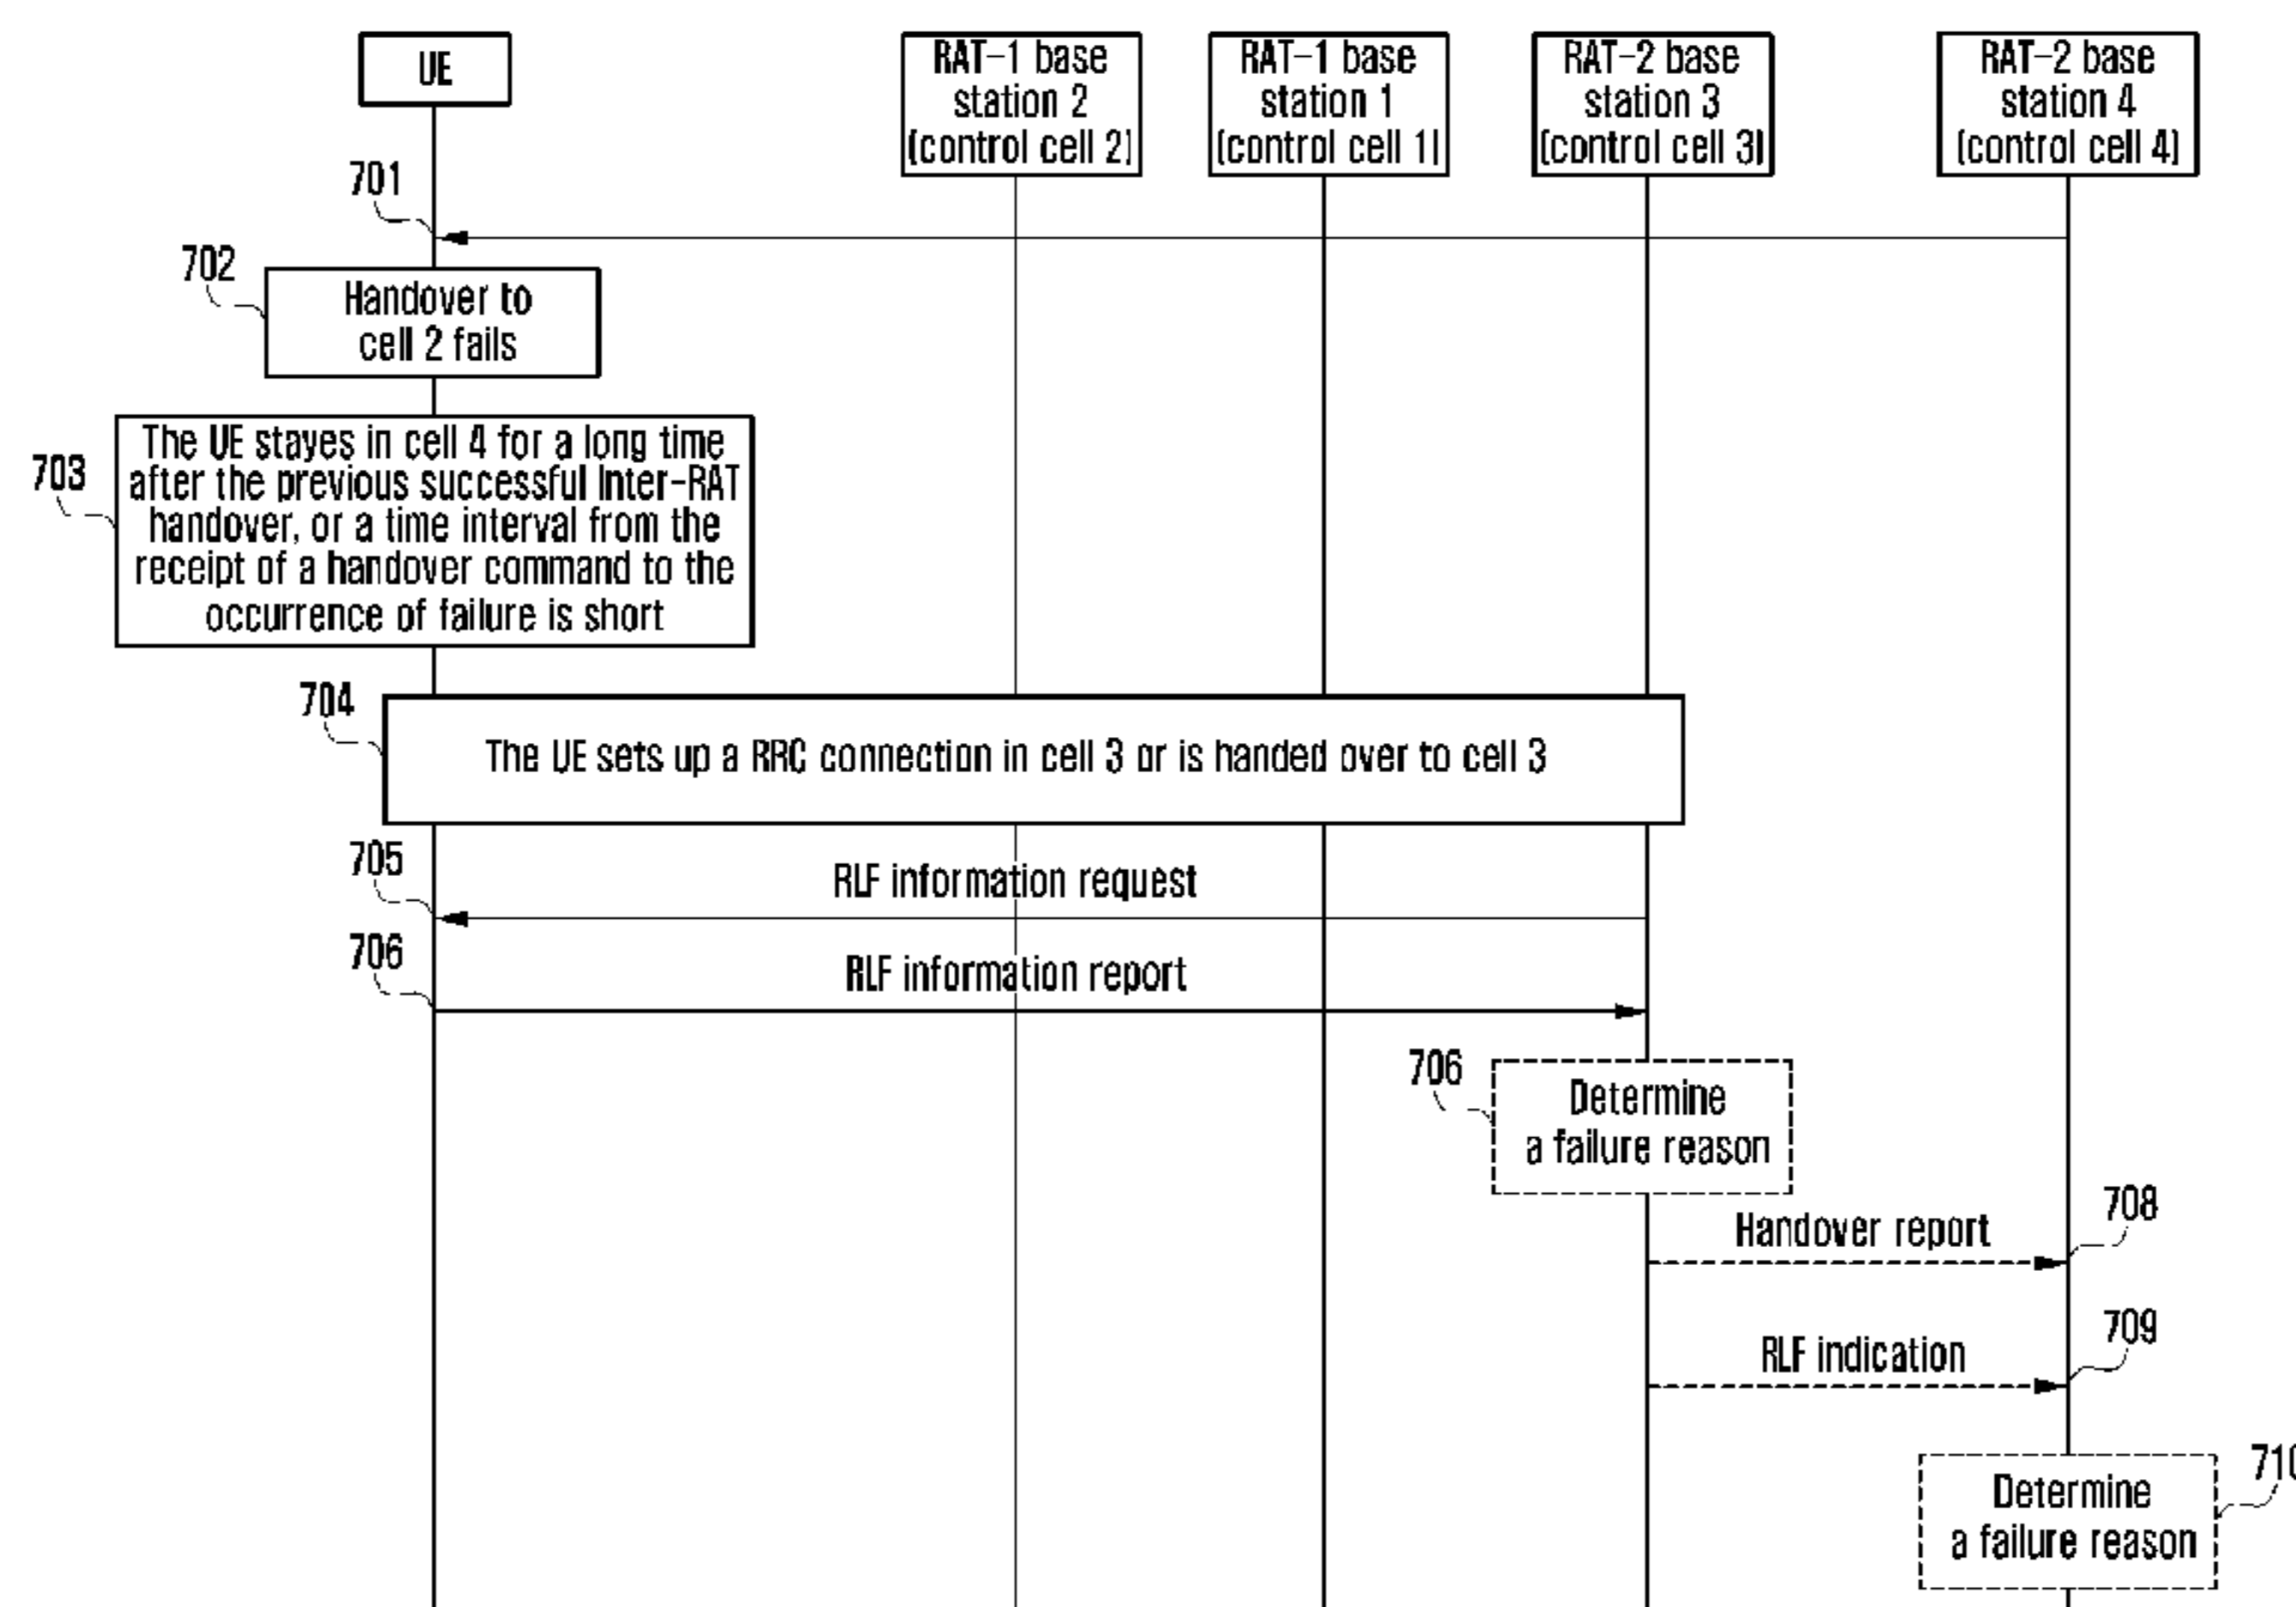 UE
RAT-1 base
station 2
(control cell 2)
RAT-1 base
station 1
(control cell 1)
RAT-2 base
station 3
(control cell 3)
RAT-2 base
station 4
(control cell 4)
701
702
Handover to
cell 2 fails
703
The UE stayes in cell 4 for a long time
after the previous successful Inter-RAT
handover, or a time interval from the
receipt of a handover command to the
occurrence of failure is short
704
The UE sets up a RRC connection in cell 3 or is handed over to cell 3
705
RLF information request
706
RLF information report
706
Determine
a failure reason
708
Handover report
709
RLF indication
710
Determine
a failure reason